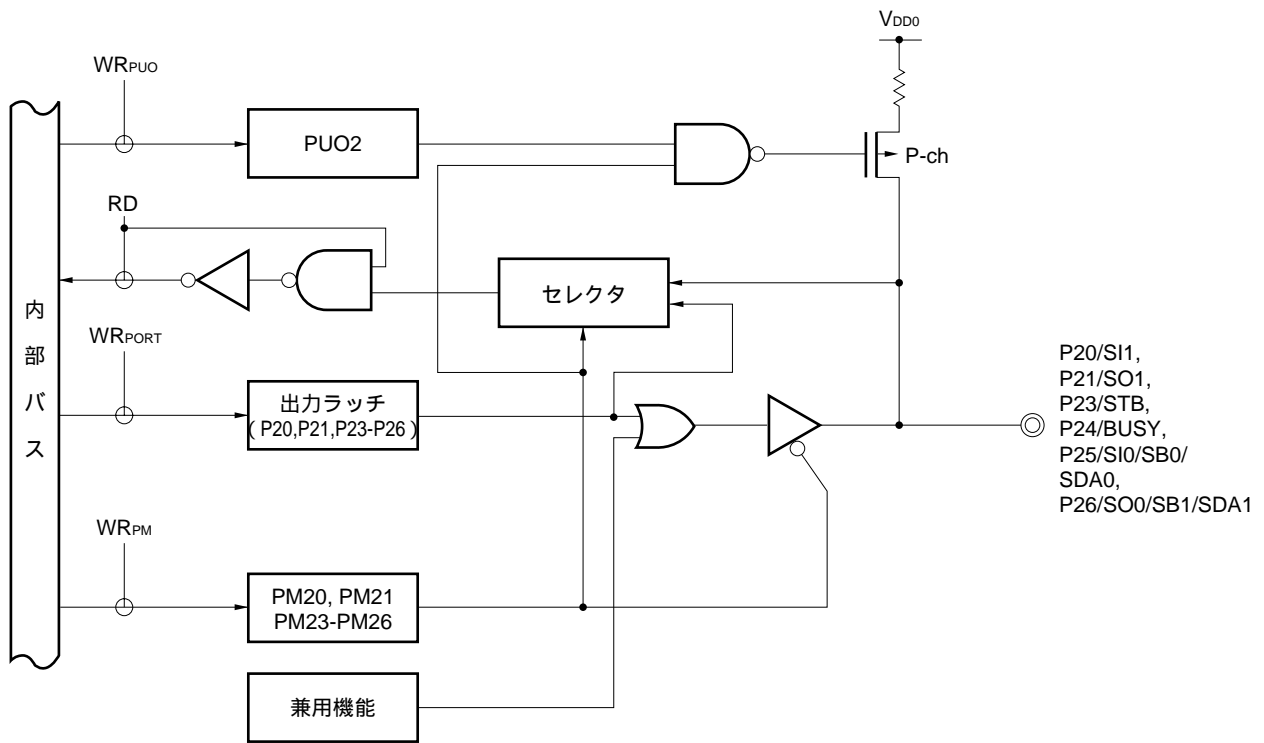 VDD0
WRPUO
PUO2
P-ch
RD
セレクタ
内部バス
WRPORT
出力ラッチ
（P20,P21,P23-P26）
P20/SI1,
P21/SO1,
P23/STB,
P24/BUSY,
P25/SI0/SB0/
SDA0,
P26/SO0/SB1/SDA1
WRPM
PM20, PM21
PM23-PM26
兼用機能